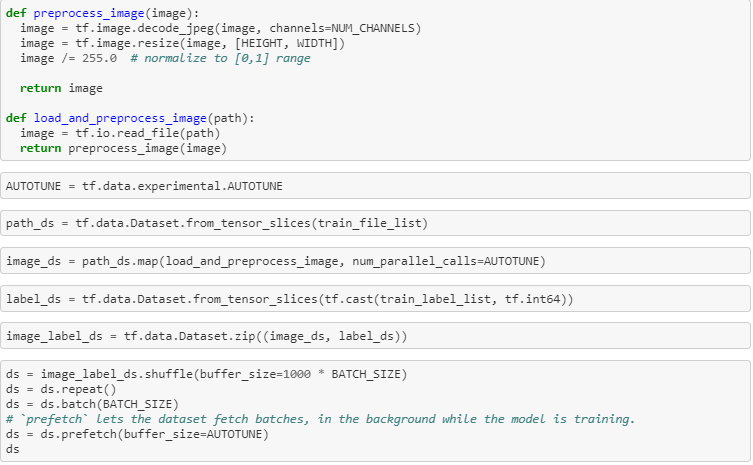 def preprocess_image(image):
  image = tf.image.decode_jpeg(image, channels=NUM_CHANNELS)
  image = tf.image.resize(image, [HEIGHT, WIDTH])
  image /= 255.0  # normalize to [0,1] range

  return image

def load_and_preprocess_image(path):
  image = tf.io.read_file(path)
  return preprocess_image(image)

AUTOTUNE = tf.data.experimental.AUTOTUNE

path_ds = tf.data.Dataset.from_tensor_slices(train_file_list)

image_ds = path_ds.map(load_and_preprocess_image, num_parallel_calls=AUTOTUNE)

label_ds = tf.data.Dataset.from_tensor_slices(tf.cast(train_label_list, tf.int64))

image_label_ds = tf.data.Dataset.zip((image_ds, label_ds))

ds = image_label_ds.shuffle(buffer_size=1000 * BATCH_SIZE)
ds = ds.repeat()
ds = ds.batch(BATCH_SIZE)
# `prefetch` lets the dataset fetch batches, in the background while the model is training.
ds = ds.prefetch(buffer_size=AUTOTUNE)
ds